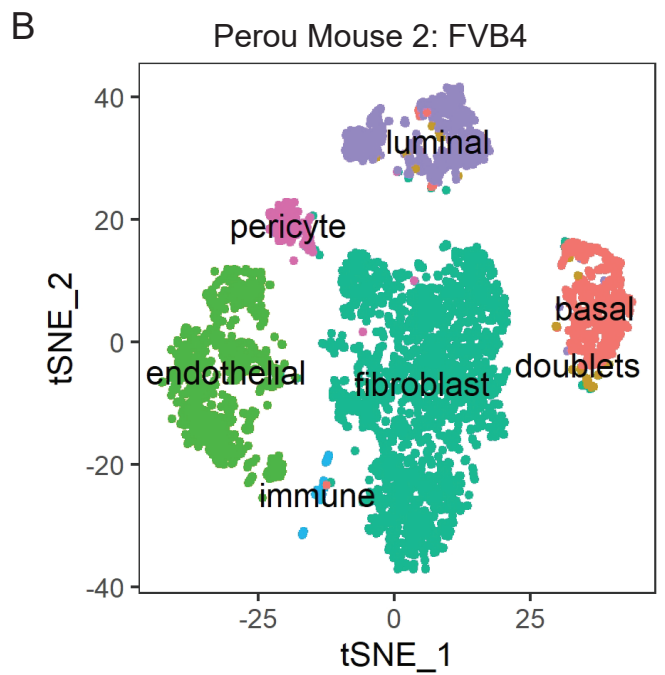 B
Perou Mouse 2: FVB4
40
luminal
20
pericyte
basal
0
doublets
endothelial
fibroblast
-20
immune
-40
-25
0
25
tSNE_1
tSNE_2